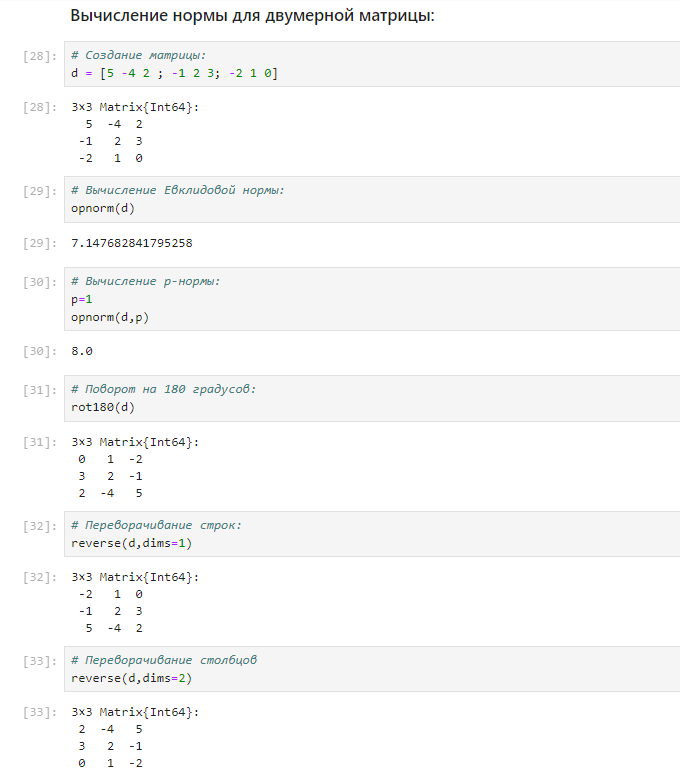 Вычисление нормы для двумерной матрицы:
[28]: # Создание матрицы:
d = [5 -4 2 ; -1 2 3; -2 1 0]
[28]: 3×3 Matrix{Int64}:
5 -4 2
-1 2 3
-2 1 0
[29]: # Вычисление Евклидовой нормы:
opnorm(d)
[29]: 7.147682841795258
[30]: # Вычисление p-нормы:
p=1
opnorm(d,p)
[30]: 8.0
[31]: # Поворот на 180 градусов:
rot180(d)
[31]: 3×3 Matrix{Int64}:
0 1 -2
3 2 -1
2 -4 5
[32]: # Переворачивание строк:
reverse(d,dims=1)
[32]: 3×3 Matrix{Int64}:
-2 1 0
-1 2 3
5 -4 2
[33]: # Переворачивание столбцов
reverse(d,dims=2)
[33]: 3×3 Matrix{Int64}:
2 -4 5
3 2 -1
0 1 -2